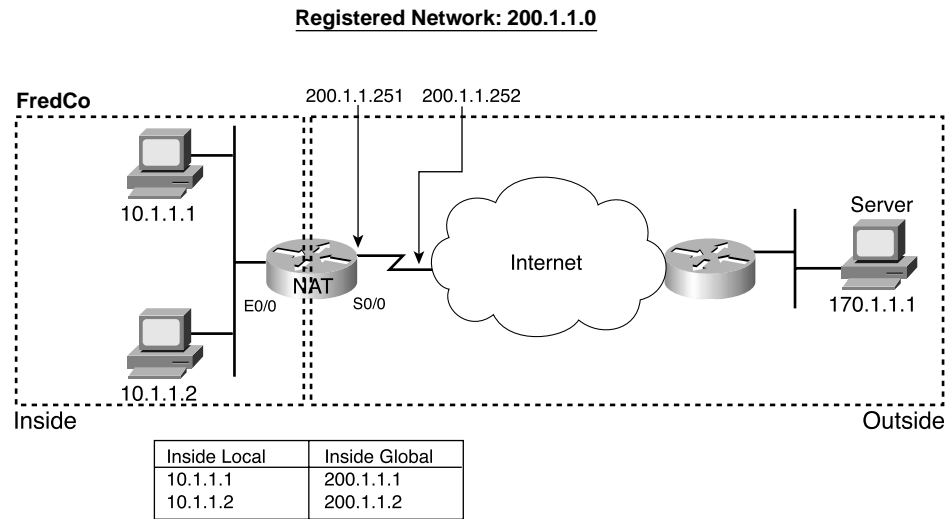 Registered Network: 200.1.1.0
FredCo
200.1.1.251 200.1.1.252
10.1.1.1
Server
Internet
NAT
E0/0 S0/0
170.1.1.1
10.1.1.2
Inside Outside
Inside Local Inside Global
10.1.1.1 200.1.1.1
10.1.1.2 200.1.1.2